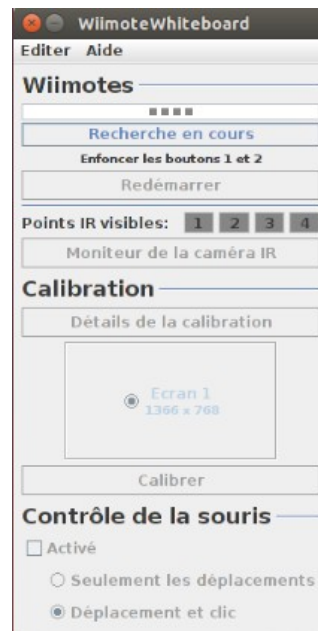 WiimoteWhiteboard
Editer Aide
Wiimotes
Recherche en cours
Enfoncer les boutons 1 et 2
Redémarrer
Points IR visibles: 1 2 3 4
Moniteur de la caméra IR
Calibration
Détails de la calibration
Ecran 1
1366 x 768
Calibrer
Contrôle de la souris
Activé
Seulement les déplacements
Déplacement et clic